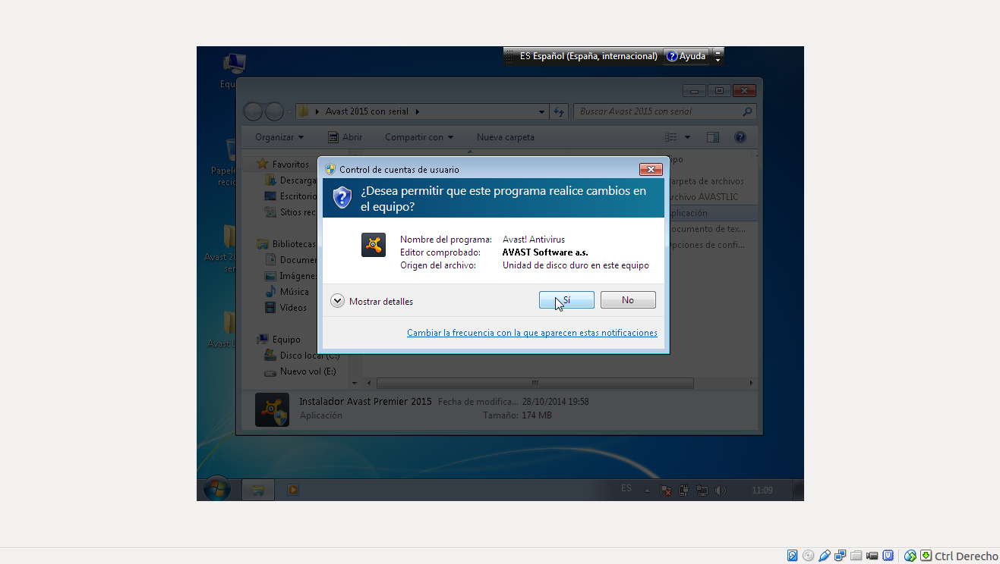 ES Español (España, internacional) Ayuda
Equ
Avast 2015 con serial
Buscar Avast 2015 con serial
Organizar Abrir Compartir con Nueva carpeta
Papele
recic
Favoritos
Descarga
Escritorio
Sitios rec
Bibliotecas
Documen
Imágenes
Música
Vídeos
Equipo
Disco local (C:)
Nuevo vol (E:)
Avast 20
ser
Avast L
ipo
arpeta de archivos
rchivo AVASTLIC
plicación
ocumento de tex...
pciones de confi...
Control de cuentas de usuario
¿Desea permitir que este programa realice cambios en
el equipo?
Nombre del programa: Avast! Antivirus
Editor comprobado: AVAST Software a.s.
Origen del archivo: Unidad de disco duro en este equipo
Mostrar detalles
Sí
No
Cambiar la frecuencia con la que aparecen estas notificaciones
Instalador Avast Premier 2015 Fecha de modifica... 28/10/2014 19:58
Aplicación Tamaño: 174 MB
ES 11:09
Ctrl Derecho